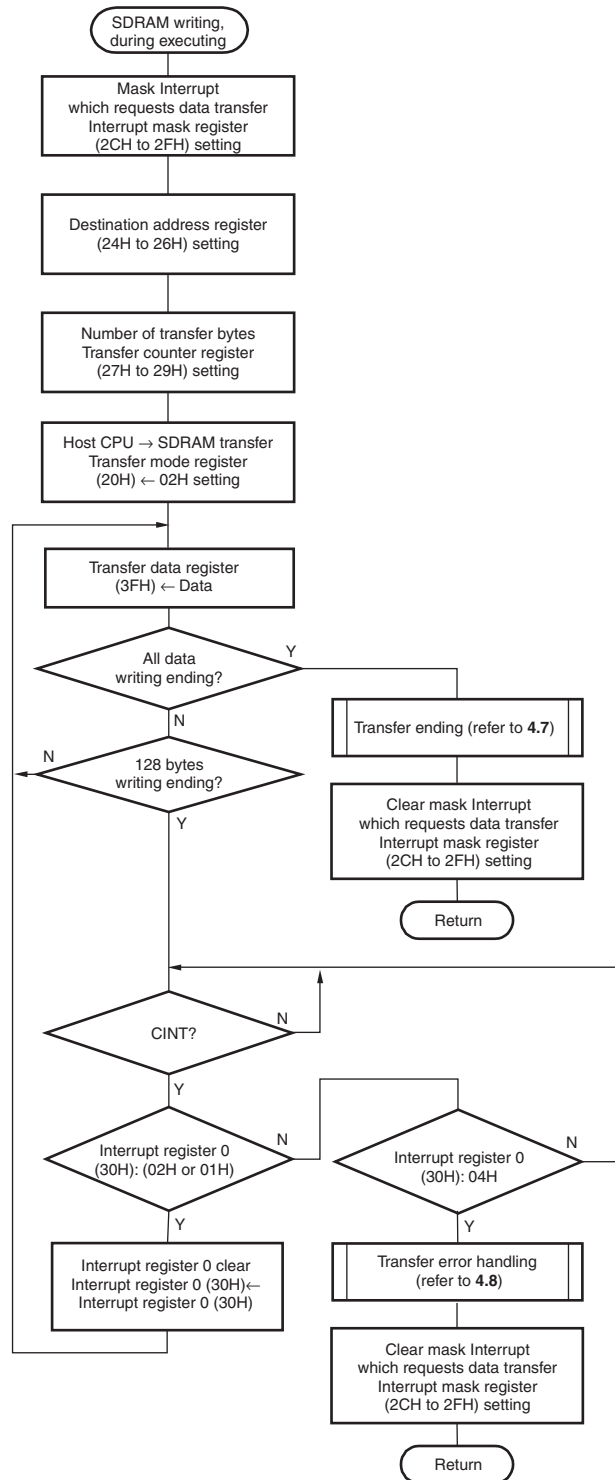 SDRAM writing,
during executing
Mask Interrupt
which requests data transfer
Interrupt mask register
(2CH to 2FH) setting
Destination address register
(24H to 26H) setting
Number of transfer bytes
Transfer counter register
(27H to 29H) setting
Host CPU → SDRAM transfer
Transfer mode register
(20H) ← 02H setting
Transfer data register
(3FH) ← Data
All data
writing ending?
Y
N
Transfer ending (refer to 4.7)
N
128 bytes
writing ending?
Y
Clear mask Interrupt
which requests data transfer
Interrupt mask register
(2CH to 2FH) setting
Return
CINT?
N
Y
Interrupt register 0
(30H): (02H or 01H)
N
Y
Interrupt register 0
(30H): 04H
N
Y
Interrupt register 0 clear
Interrupt register 0 (30H)←
Interrupt register 0 (30H)
Transfer error handling
(refer to 4.8)
Clear mask Interrupt
which requests data transfer
Interrupt mask register
(2CH to 2FH) setting
Return